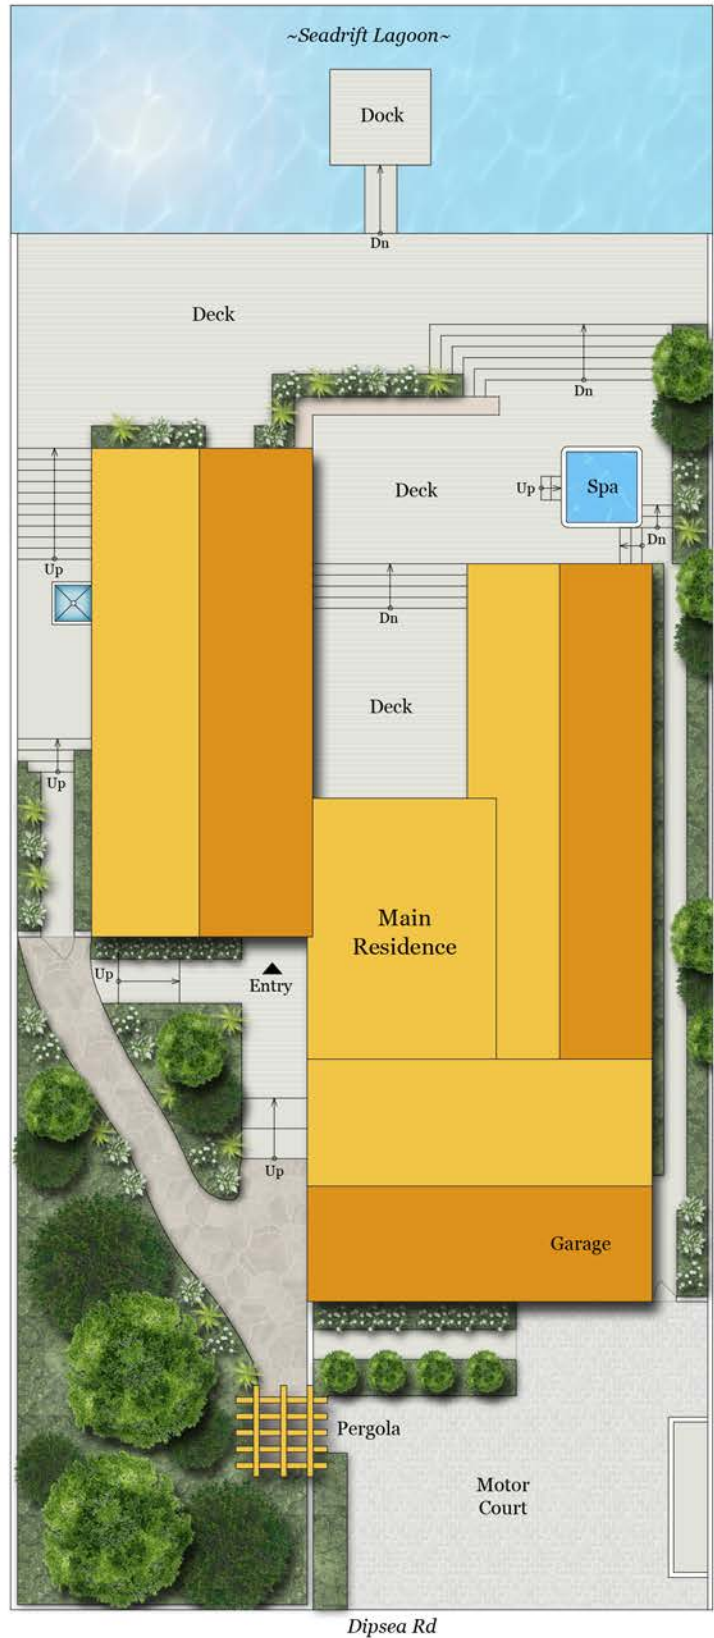 ~Seadrift Lagoon~
Dock
Dn
Deck
Dn
Deck
Up
Spa
Dn
Up
Dn
Deck
Up
Main
Residence
Up
Entry
Up
Garage
Pergola
Motor
Court
Dipsea Rd